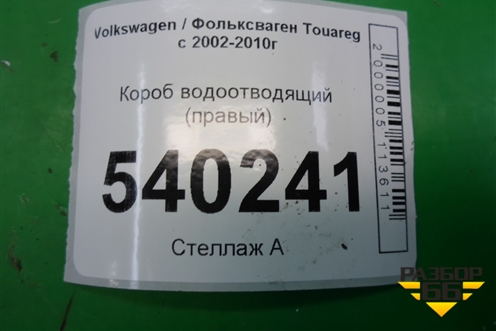 Volkswagen / Фольксваген Touareg
с 2002-2010г
Короб водоотводящий
(правый)
540241
Стеллаж А
2000005113611
РАЗБОР
66